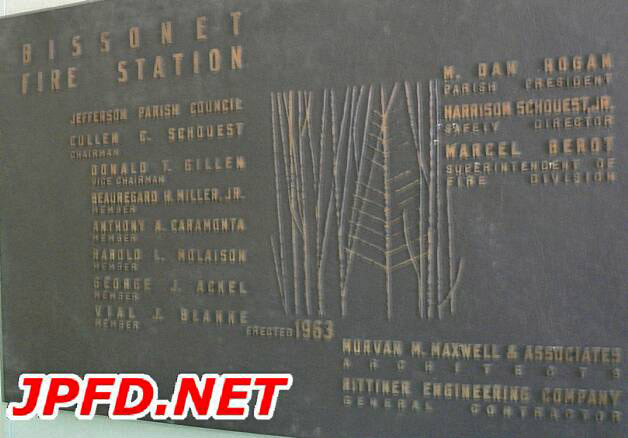 BISSONET
FIRE STATION
JEFFERSON PARISH COUNCIL
CULLEN C. SCHOUEST
CHAIRMAN
DONALD T. GILLEN
VICE CHAIRMAN
BEAUREGARD H. MILLER, JR.
MEMBER
ANTHONY A. CARAMONTA
MEMBER
HAROLD L. MOLAISON
MEMBER
GEORGE J. ACKEL
MEMBER
VIAL J. BLANKE
MEMBER
ERECTED 1963
M. DAN HOGAN
PARISH PRESIDENT
HARRISON SCHOUEST, JR.
SAFELY DIRECTOR
MARCEL BEROT
SUPERINTENDENT OF
FIRE DIVISION
MURVAN M. MAXWELL & ASSOCIATES
ARCHITECTS
BITTINER ENGINEERING COMPANY
GENERAL CONTRACTOR
JPFD.NET